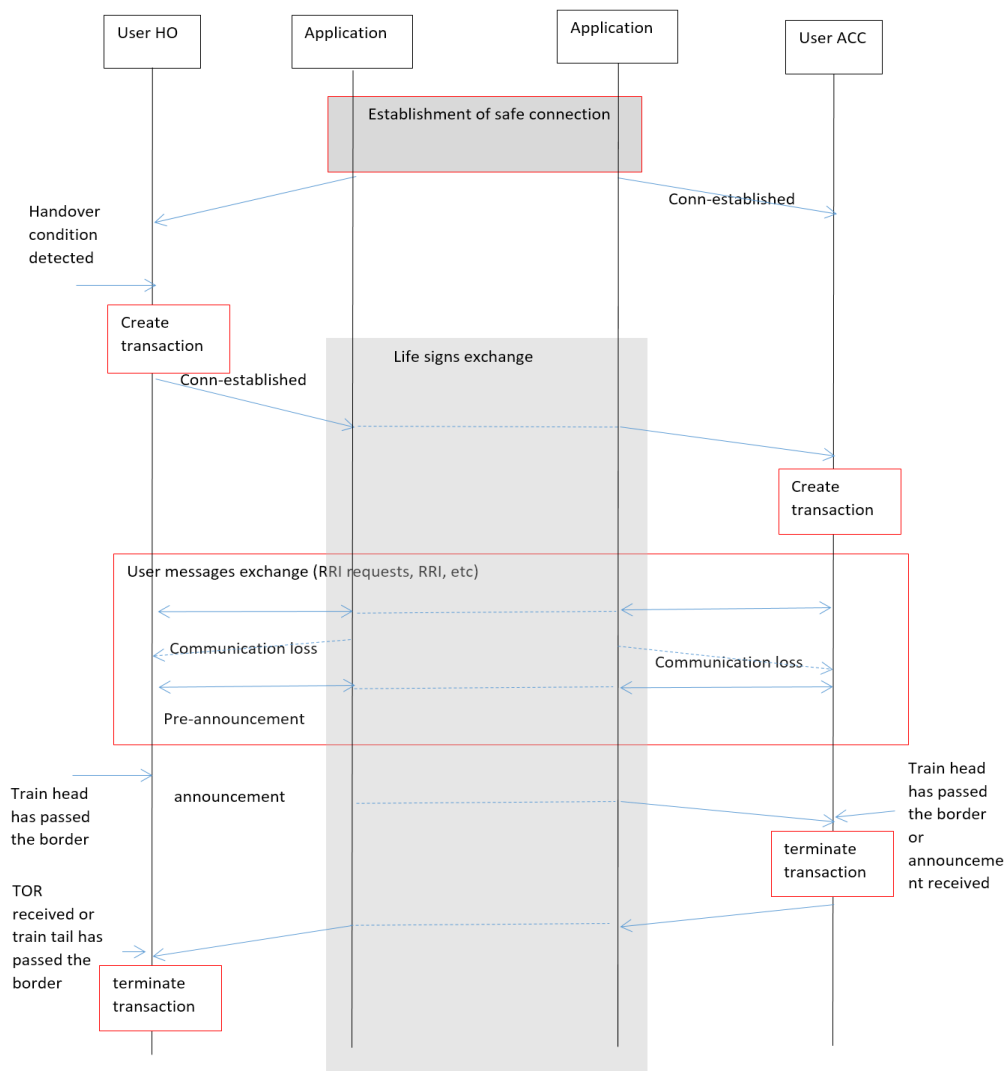 User HO
Application
Application
User ACC
Establishment of safe connection
Conn-established
Handover
condition
detected
Create
transaction
Life signs exchange
Conn-established
Create
transaction
User messages exchange (RRI requests, RRI, etc)
Communication loss
Communication loss
Pre-announcement
Train head
has passed
the border
announcement
Train head
has passed
the border
or
announceme
nt received
terminate
transaction
TOR
received or
train tail has
passed the
border
terminate
transaction